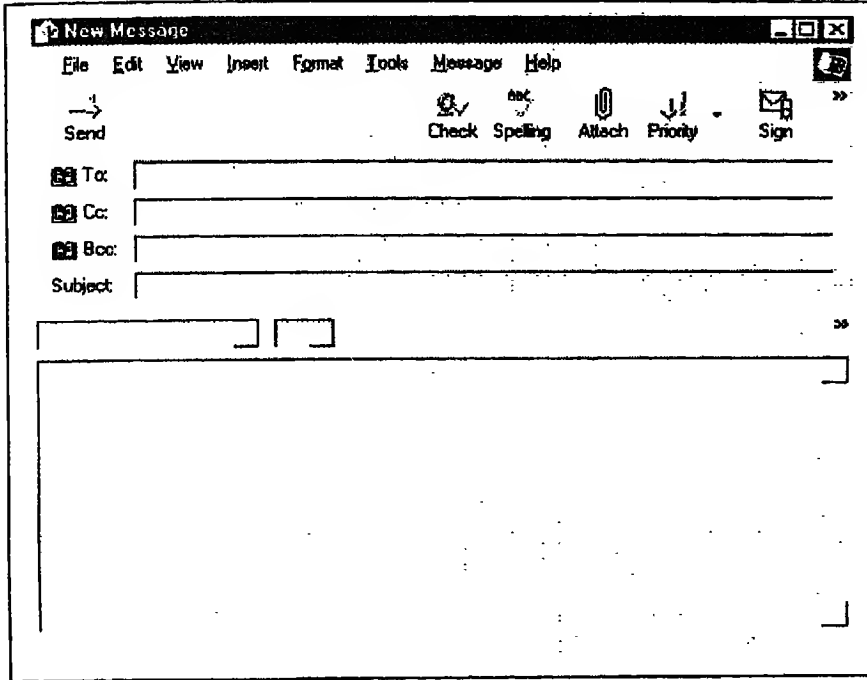 New Message
File Edit View Insert Format Tools Message Help
»
Send Check Spelling Attach Priority Sign
To:
Cc:
Bcc:
Subject:
»